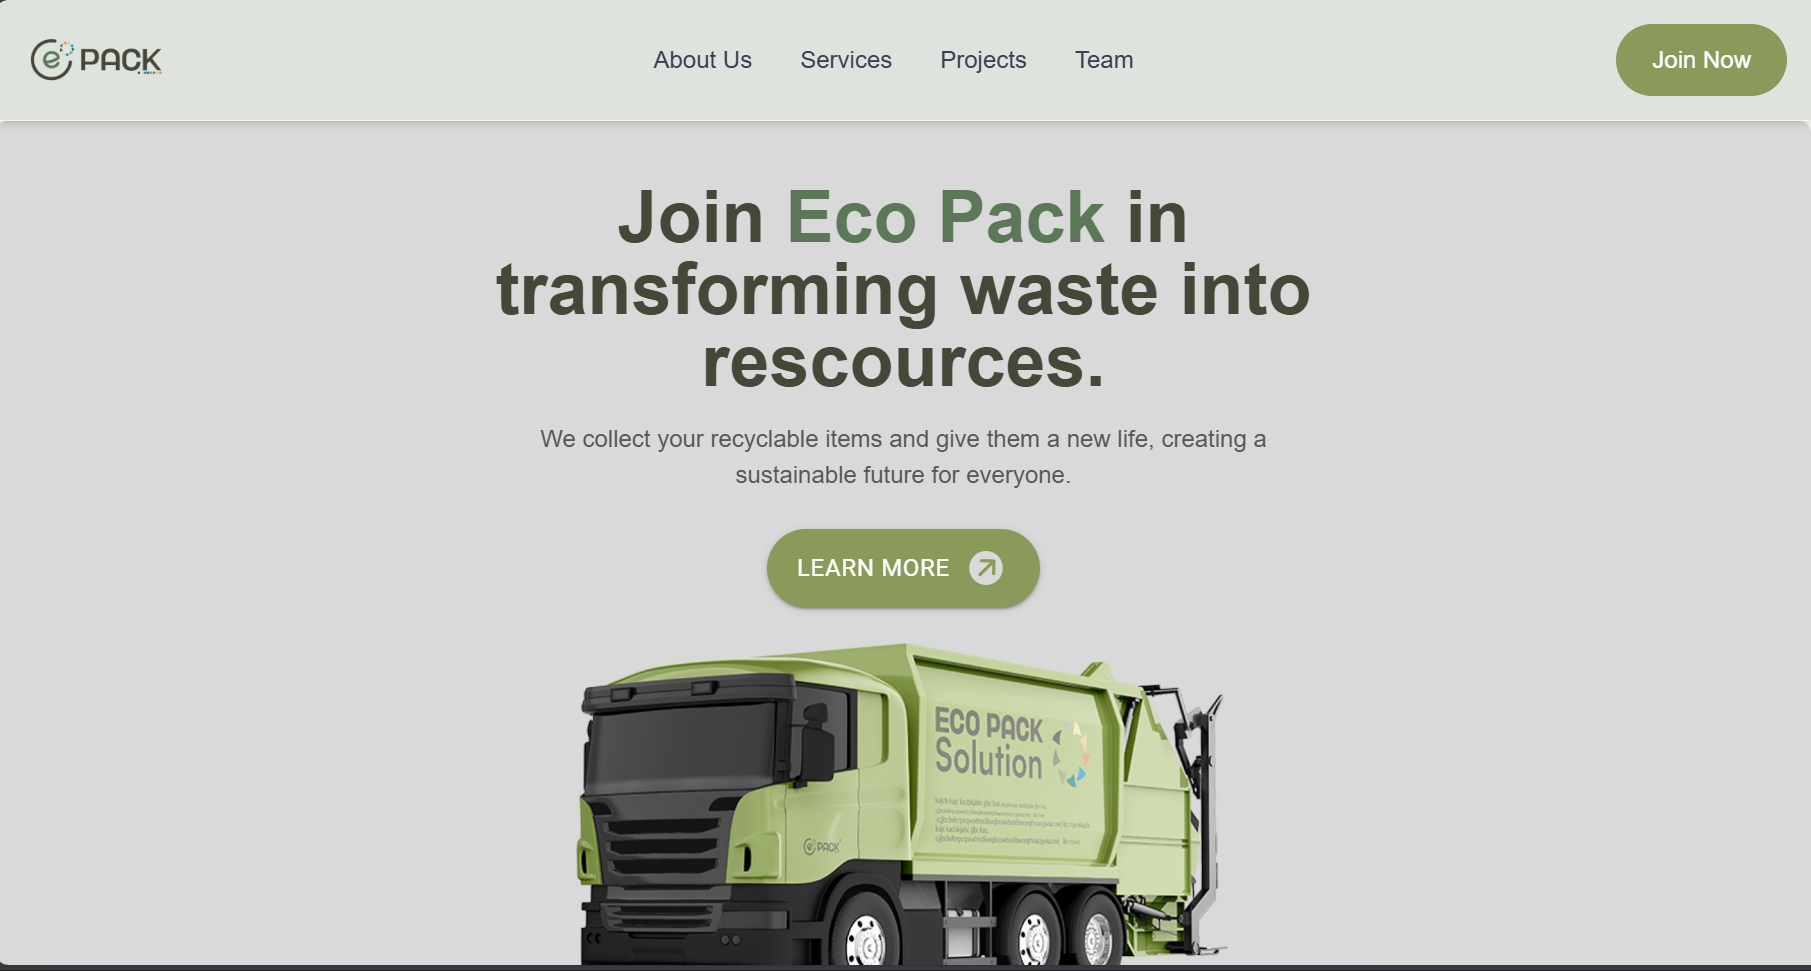 e PACK
About Us Services Projects Team
Join Now
Join Eco Pack in
transforming waste into
rescources.
We collect your recyclable items and give them a new life, creating a
sustainable future for everyone.
LEARN MORE
ECO PACK
Solution
e PACK